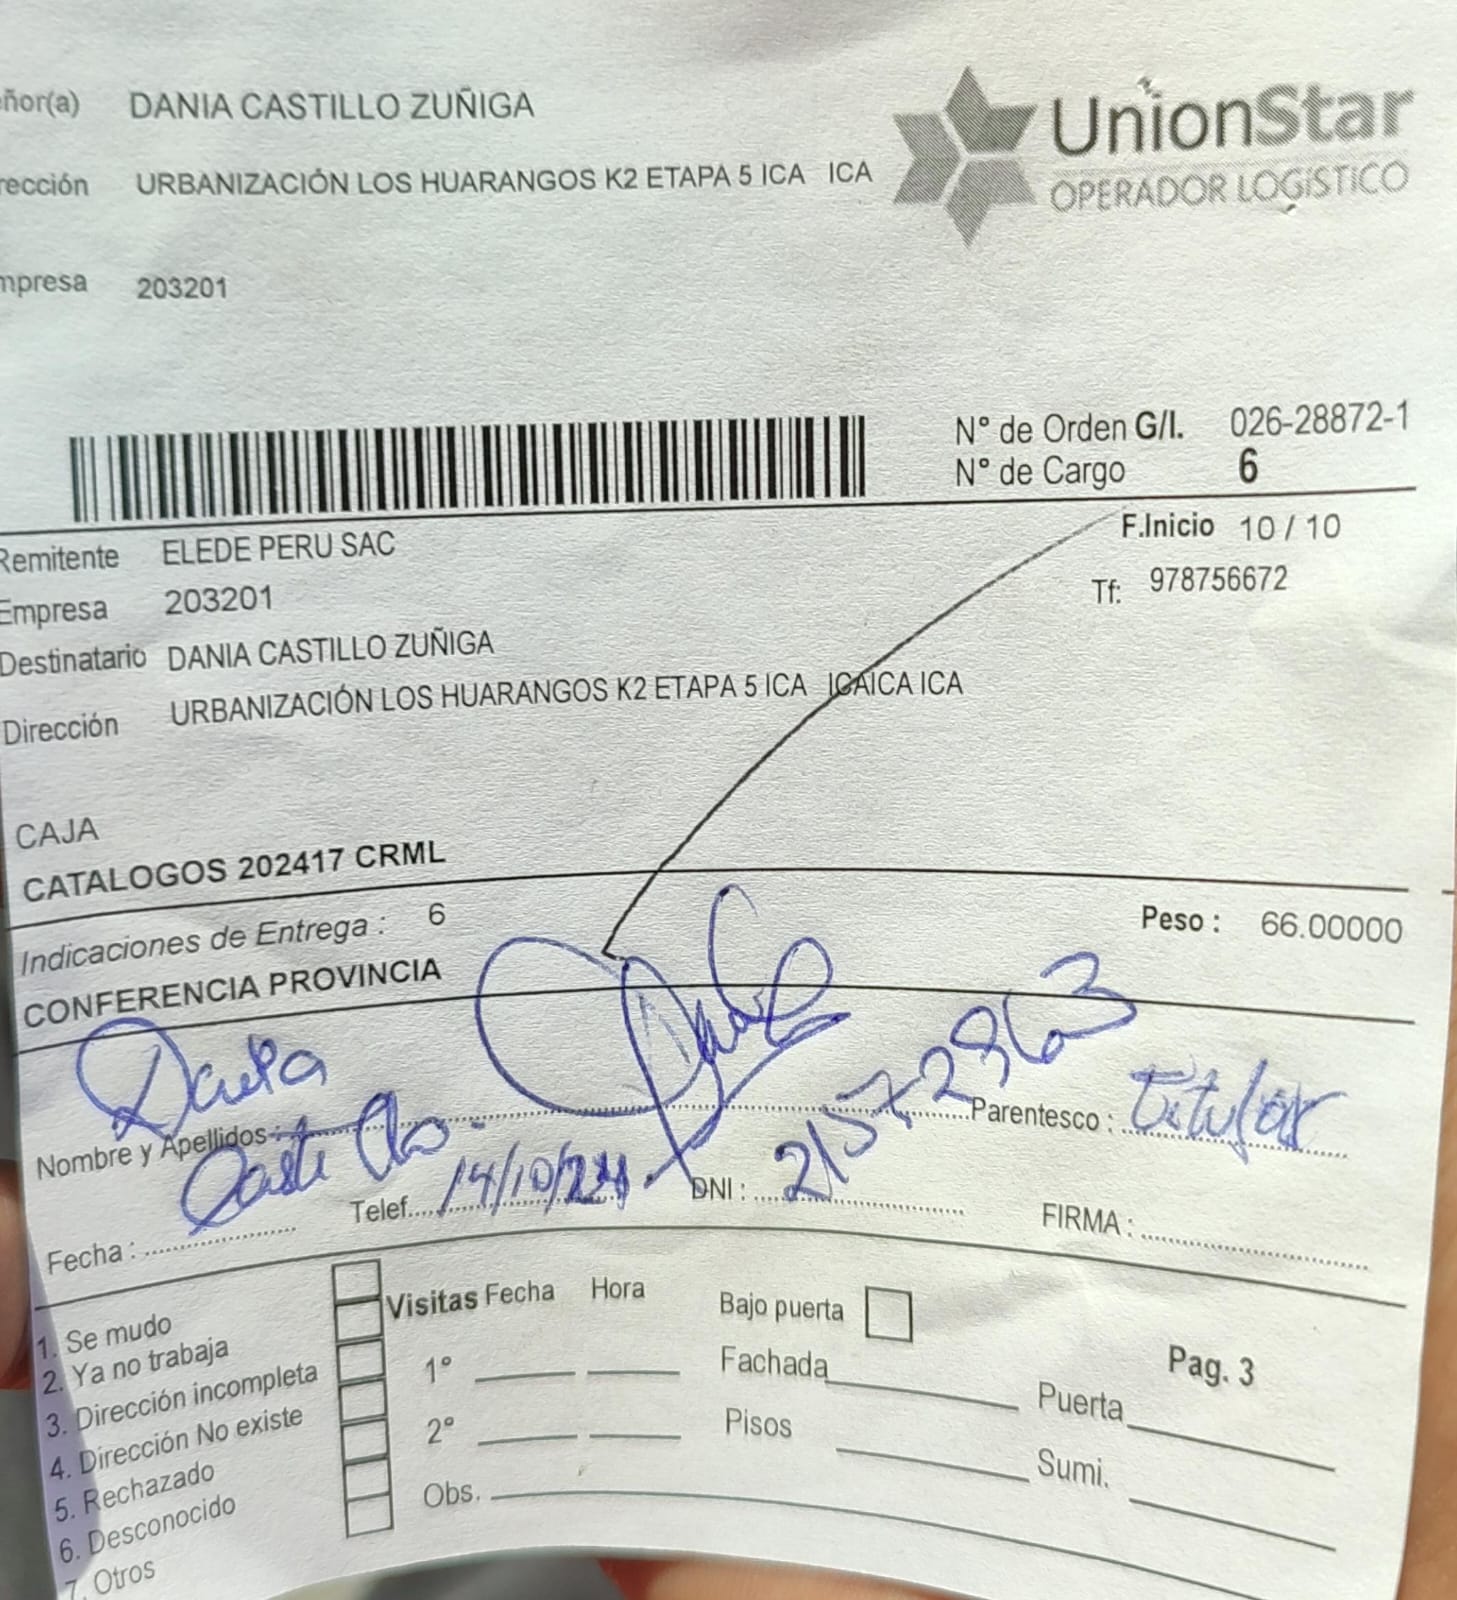 ñor(a) DANIA CASTILLO ZUÑIGA
UnionStar
OPERADOR LOGÍSTICO
rección URBANIZACIÓN LOS HUARANGOS K2 ETAPA 5 ICA ICA
mpresa 203201
N° de Orden G/I. 026-28872-1
N° de Cargo 6
Remitente ELEDE PERU SAC
F.Inicio 10 / 10
Empresa 203201
Tf: 978756672
Destinatario DANIA CASTILLO ZUÑIGA
Dirección URBANIZACIÓN LOS HUARANGOS K2 ETAPA 5 ICA ICAICA ICA
CAJA
CATALOGOS 202417 CRML
Indicaciones de Entrega : 6
Peso : 66.00000
CONFERENCIA PROVINCIA
Dania
Castillo
Nombre y Apellidos :
Parentesco : titular
Fecha :
Telef. 14/10/24
DNI : 21572963
FIRMA :
1. Se mudo
2. Ya no trabaja
3. Dirección incompleta
4. Dirección No existe
5. Rechazado
6. Desconocido
7. Otros
Visitas Fecha Hora
1°
2°
Obs.
Bajo puerta
Fachada
Pisos
Pag. 3
Puerta
Sumi.